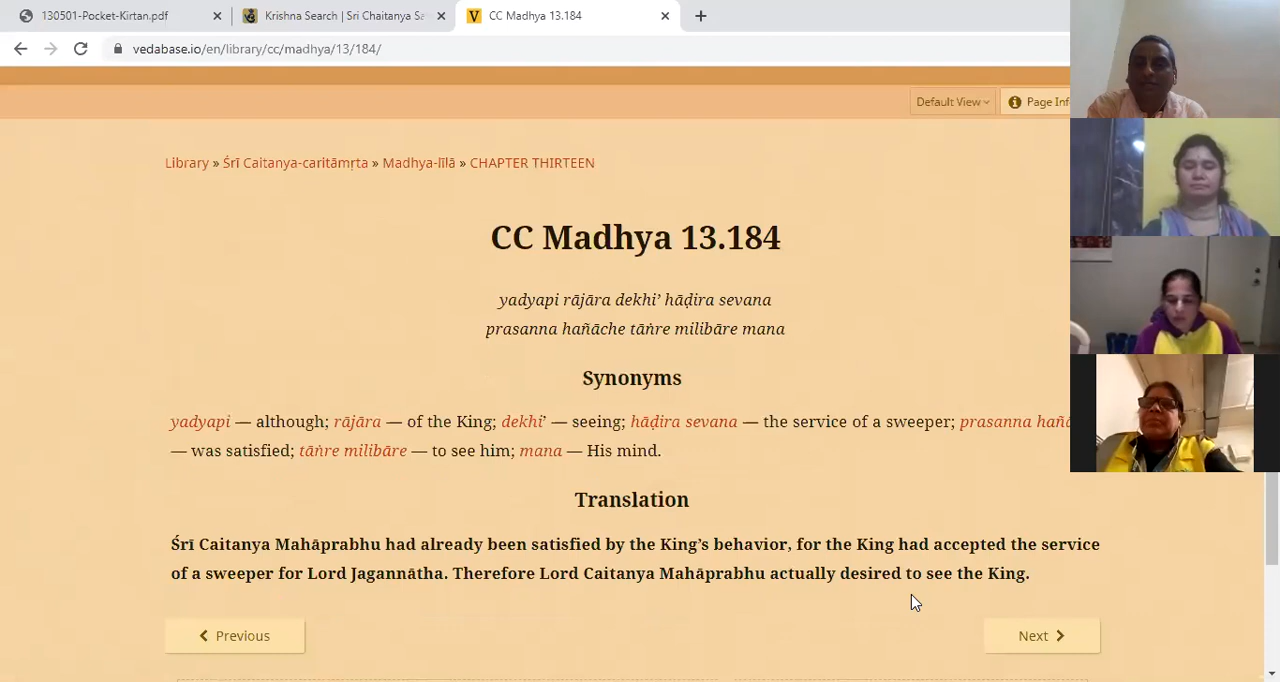 130501-Pocket-Kirtan.pdf
Krishna Search | Sri Chaitanya Sa
CC Madhya 13.184
vedabase.io/en/library/cc/madhya/13/184/
Default View
Page Inf
Library » Śrī Caitanya-caritāmṛta » Madhya-līlā » CHAPTER THIRTEEN
CC Madhya 13.184
yadyapi rājāra dekhi’ hāḍira sevana
prasanna hañāche tāṅre milibāre mana
Synonyms
yadyapi — although; rājāra — of the King; dekhi’ — seeing; hāḍira sevana — the service of a sweeper; prasanna hañā
— was satisfied; tāṅre milibāre — to see him; mana — His mind.
Translation
Śrī Caitanya Mahāprabhu had already been satisfied by the King’s behavior, for the King had accepted the service
of a sweeper for Lord Jagannātha. Therefore Lord Caitanya Mahāprabhu actually desired to see the King.
Previous
Next